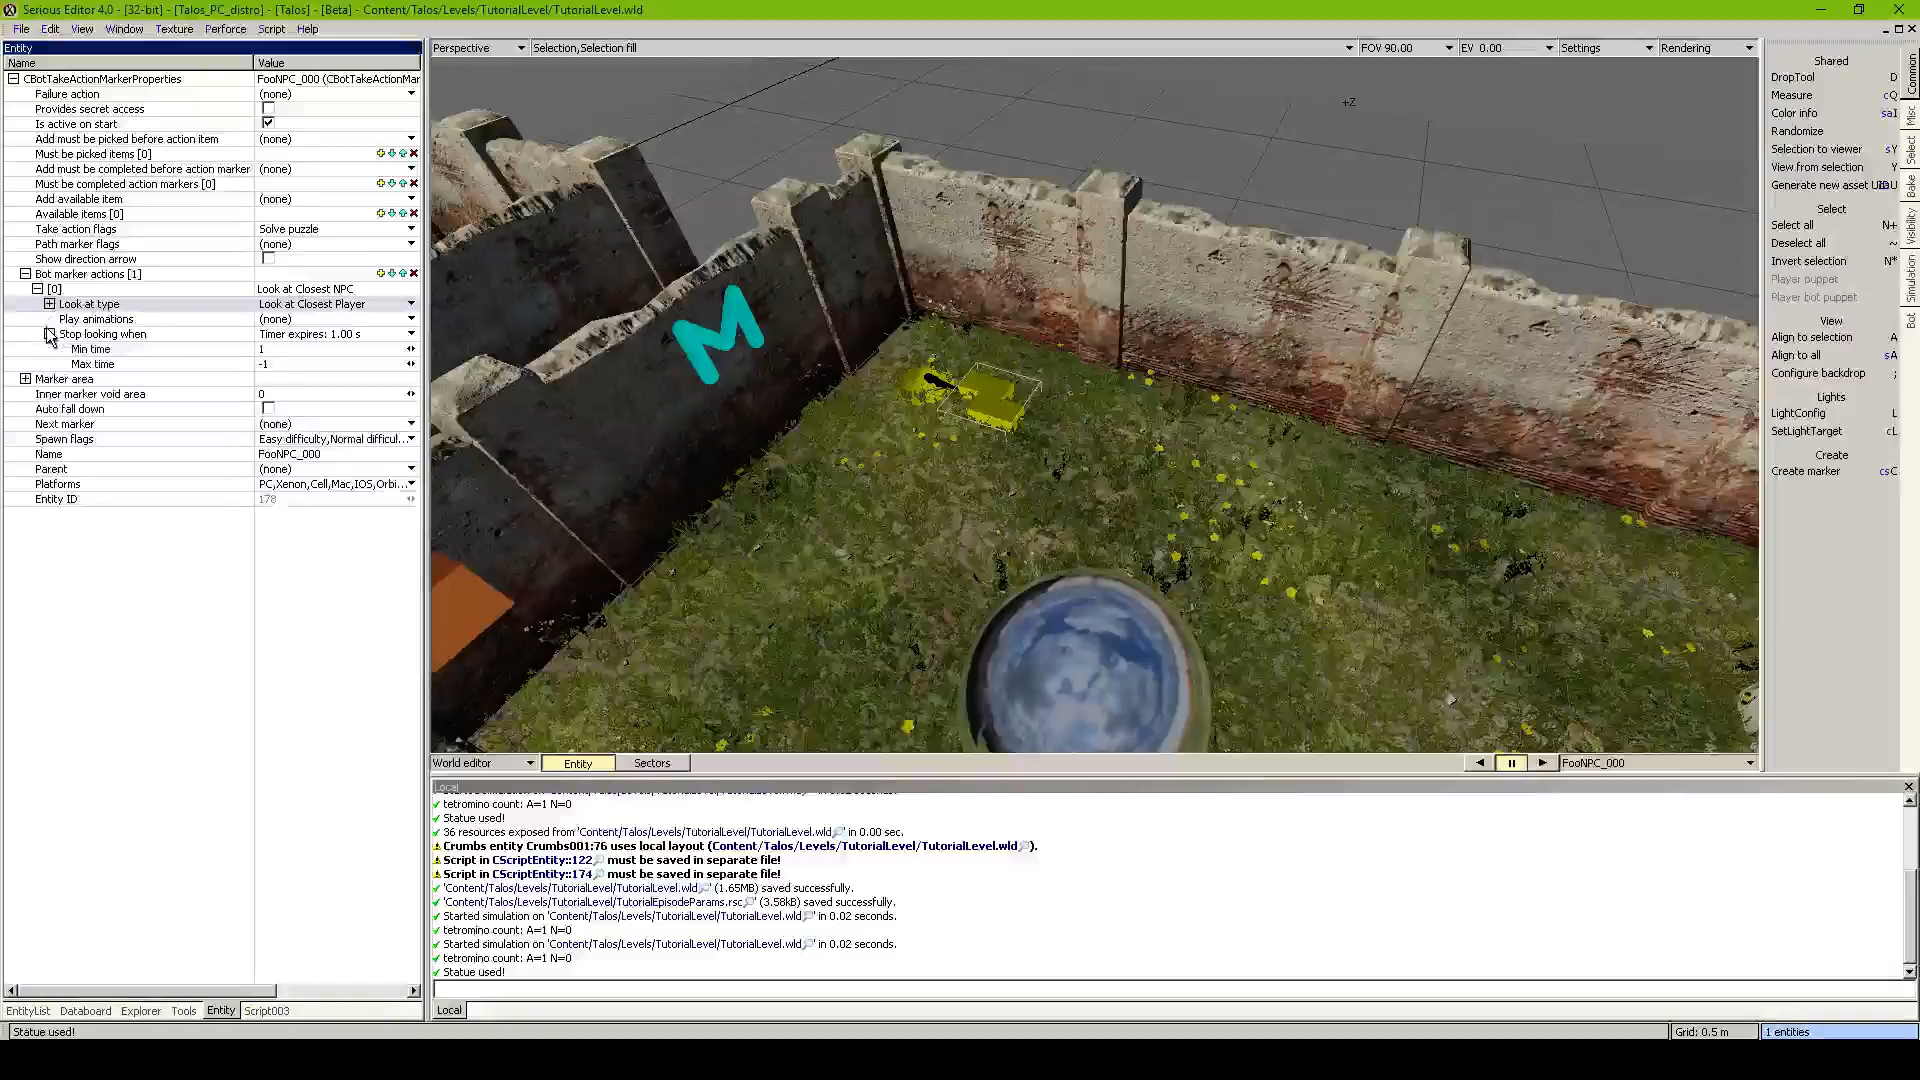 Serious Editor 4.0 - [32-bit] - [Talos_PC_distro] - [Talos] - [Beta] - Content/Talos/Levels/TutorialLevel/TutorialLevel.wld
File Edit View Window Texture Perforce Script Help
Entity
Name Value
CBotTakeActionMarkerProperties FooNPC_000 (CBotTakeActionMar
Failure action (none)
Provides secret access
Is active on start
Add must be picked before action item (none)
Must be picked items [0]
Add must be completed before action marker (none)
Must be completed action markers [0]
Add available item (none)
Available items [0]
Take action flags Solve puzzle
Path marker flags (none)
Show direction arrow
Bot marker actions [1]
[0] Look at Closest NPC
Look at type Look at Closest Player
Play animations (none)
Stop looking when Timer expires: 1.00 s
Min time 1
Max time -1
Marker area
Inner marker void area 0
Auto fall down
Next marker (none)
Spawn flags Easy difficulty,Normal difficul...
Name FooNPC_000
Parent (none)
Platforms PC,Xenon,Cell,Mac,IOS,Orbi...
Entity ID 178
EntityList Databoard Explorer Tools Entity Script003
Statue used!
Perspective Selection,Selection fill FOV 90.00 EV 0.00 Settings Rendering
+Z
M
World editor Entity Sectors FooNPC_000
Local
tetromino count: A=1 N=0
Statue used!
36 resources exposed from 'Content/Talos/Levels/TutorialLevel/TutorialLevel.wld' in 0.00 sec.
Crumbs entity Crumbs001:76 uses local layout (Content/Talos/Levels/TutorialLevel/TutorialLevel.wld).
Script in CScriptEntity::122 must be saved in separate file!
Script in CScriptEntity::174 must be saved in separate file!
'Content/Talos/Levels/TutorialLevel/TutorialLevel.wld' (1.65MB) saved successfully.
'Content/Talos/Levels/TutorialLevel/TutorialEpisodeParams.rsc' (3.58kB) saved successfully.
Started simulation on 'Content/Talos/Levels/TutorialLevel/TutorialLevel.wld' in 0.02 seconds.
tetromino count: A=1 N=0
Started simulation on 'Content/Talos/Levels/TutorialLevel/TutorialLevel.wld' in 0.02 seconds.
tetromino count: A=1 N=0
Statue used!
Local
Grid: 0.5 m 1 entities
Shared
DropTool D
Measure cQ
Color info saI
Randomize
Selection to viewer sY
View from selection Y
Generate new asset
Select
Select all N+
Deselect all ~
Invert selection N*
Player puppet
Player bot puppet
View
Align to selection A
Align to all sA
Configure backdrop ;
Lights
LightConfig L
SetLightTarget cL
Create
Create marker csC
Common
Misc
Select
Bake
Visibility
Simulation
Bot